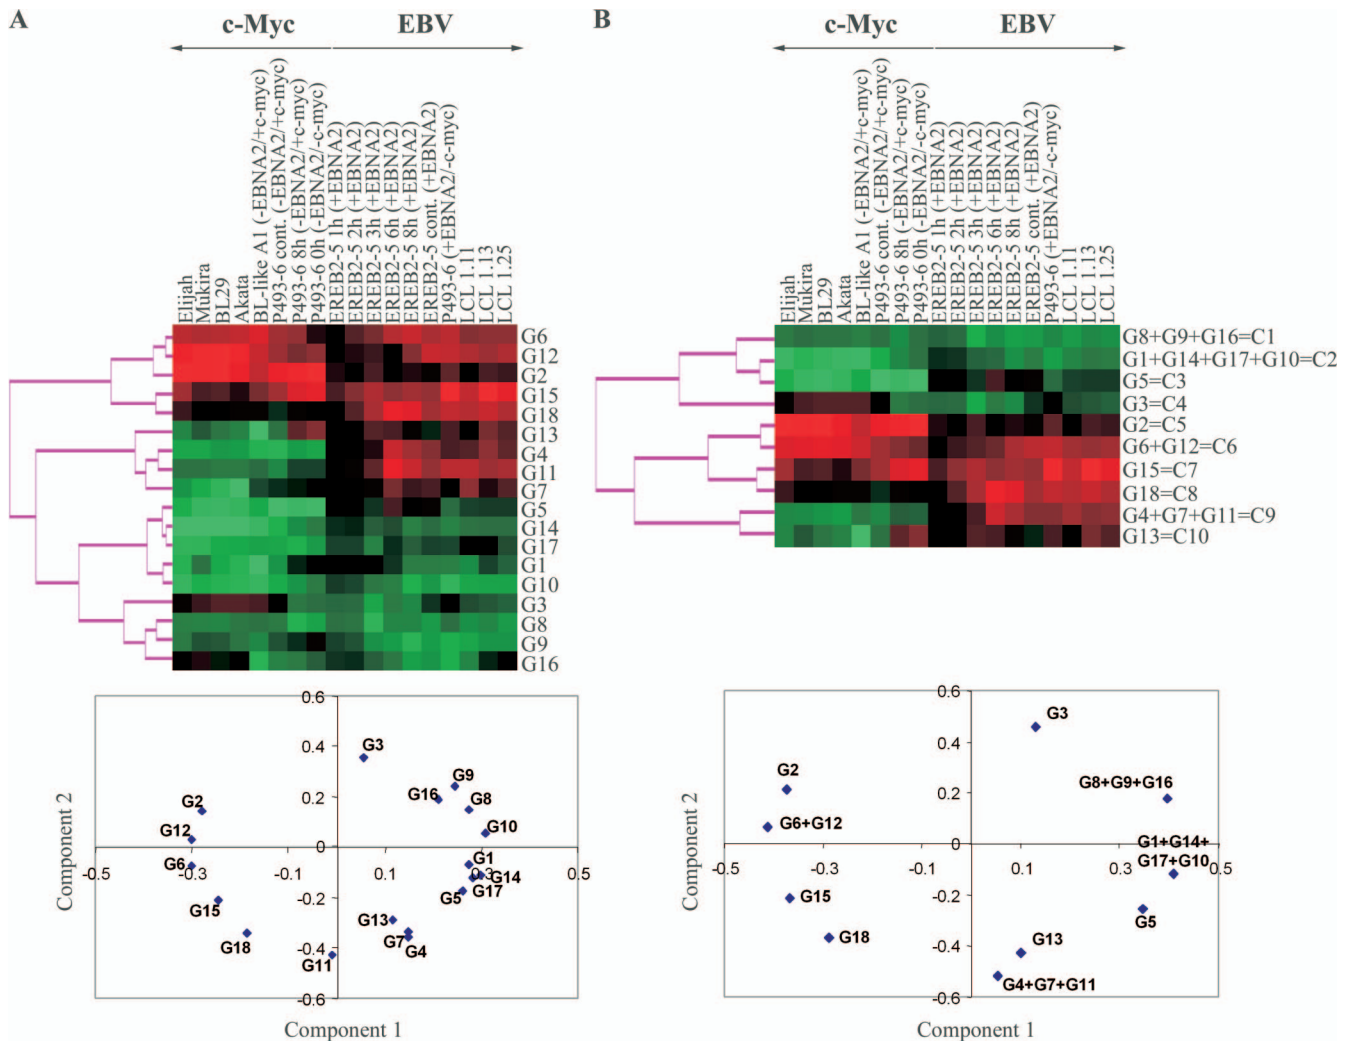 A
c-Myc
EBV
Elijah
Mukira
BL29
Akata
BL-like A1 (-EBNA2/+c-myc)
P493-6 cont. (-EBNA2/+c-myc)
P493-6 8h (-EBNA2/+c-myc)
P493-6 0h (-EBNA2/-c-myc)
EREB2-5 1h (+EBNA2)
EREB2-5 2h (+EBNA2)
EREB2-5 3h (+EBNA2)
EREB2-5 6h (+EBNA2)
EREB2-5 8h (+EBNA2)
EREB2-5 cont. (+EBNA2)
P493-6 (+EBNA2/-c-myc)
LCL 1.11
LCL 1.13
LCL 1.25
G6
G12
G2
G15
G18
G13
G4
G11
G7
G5
G14
G17
G1
G10
G3
G8
G9
G16
B
c-Myc
EBV
Elijah
Mukira
BL29
Akata
BL-like A1 (-EBNA2/+c-myc)
P493-6 cont. (-EBNA2/+c-myc)
P493-6 8h (-EBNA2/+c-myc)
P493-6 0h (-EBNA2/-c-myc)
EREB2-5 1h (+EBNA2)
EREB2-5 2h (+EBNA2)
EREB2-5 3h (+EBNA2)
EREB2-5 6h (+EBNA2)
EREB2-5 8h (+EBNA2)
EREB2-5 cont. (+EBNA2)
P493-6 (+EBNA2/-c-myc)
LCL 1.11
LCL 1.13
LCL 1.25
G8+G9+G16=C1
G1+G14+G17+G10=C2
G5=C3
G3=C4
G2=C5
G6+G12=C6
G15=C7
G18=C8
G4+G7+G11=C9
G13=C10
0.6
0.4
0.2
0
-0.2
-0.4
-0.6
-0.5
-0.3
-0.1
0.1
0.3
0.5
G3
G9
G16
G8
G10
G2
G12
G6
G1
G14
G5
G17
G15
G13
G18
G7
G4
G11
Component 2
Component 1
0.6
0.4
0.2
0
-0.2
-0.4
-0.6
-0.5
-0.3
-0.1
0.1
0.3
0.5
G3
G2
G8+G9+G16
G6+G12
G1+G14+
G17+G10
G15
G5
G18
G13
G4+G7+G11
Component 2
Component 1